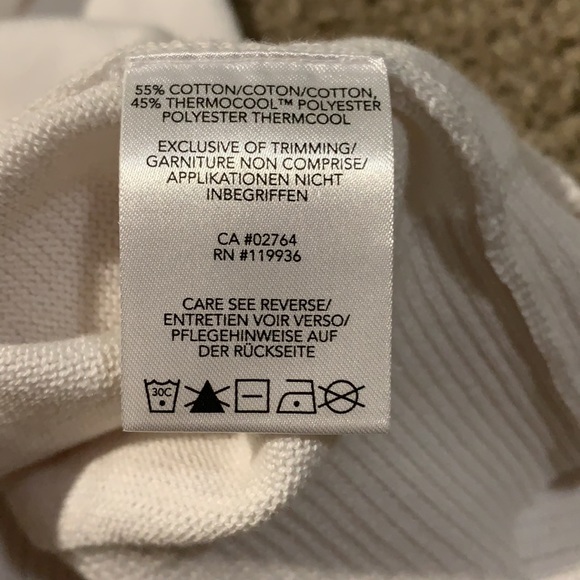 55% COTTON/COTON/COTTON,
45% THERMOCOOL™ POLYESTER
POLYESTER THERMCOOL
EXCLUSIVE OF TRIMMING/
GARNITURE NON COMPRISE/
APPLIKATIONEN NICHT
INBEGRIFFEN
CA #02764
RN #119936
CARE SEE REVERSE/
ENTRETIEN VOIR VERSO/
PFLEGEHINWEISE AUF
DER RÜCKSEITE
30C